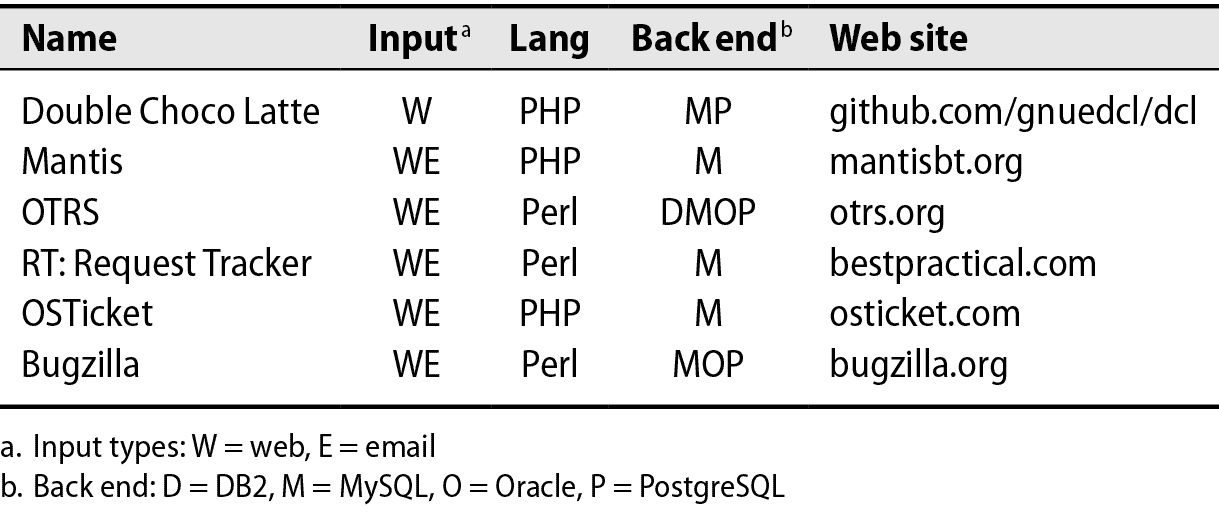 Name Input a Lang Back end b Web site
Double Choco Latte W PHP MP github.com/gnuedcl/dcl
Mantis WE PHP M mantisbt.org
OTRS WE Perl DMOP otrs.org
RT: Request Tracker WE Perl M bestpractical.com
OSTicket WE PHP M osticket.com
Bugzilla WE Perl MOP bugzilla.org
a. Input types: W = web, E = email
b. Back end: D = DB2, M = MySQL, O = Oracle, P = PostgreSQL